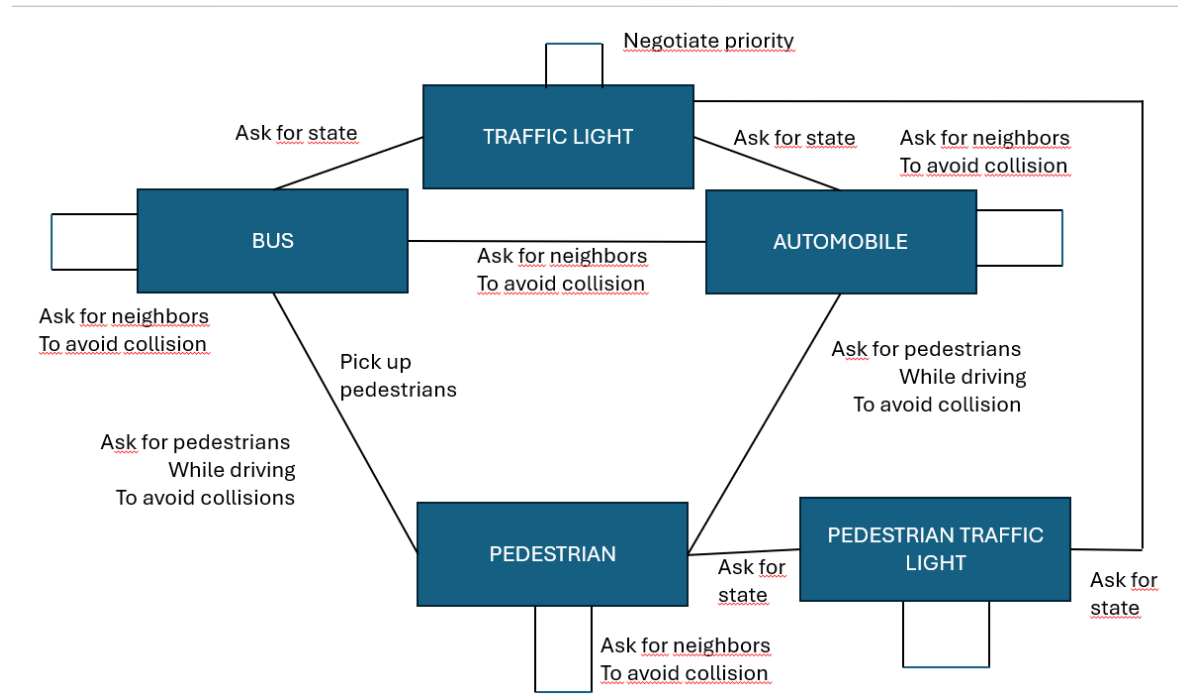 Negotiate priority
TRAFFIC LIGHT
Ask for state
Ask for state
Ask for neighbors
To avoid collision
BUS
AUTOMOBILE
Ask for neighbors
To avoid collision
Ask for neighbors
To avoid collision
Pick up
pedestrians
Ask for pedestrians
While driving
To avoid collision
Ask for pedestrians
While driving
To avoid collisions
PEDESTRIAN
PEDESTRIAN TRAFFIC
LIGHT
Ask for
state
Ask for
state
Ask for neighbors
To avoid collision